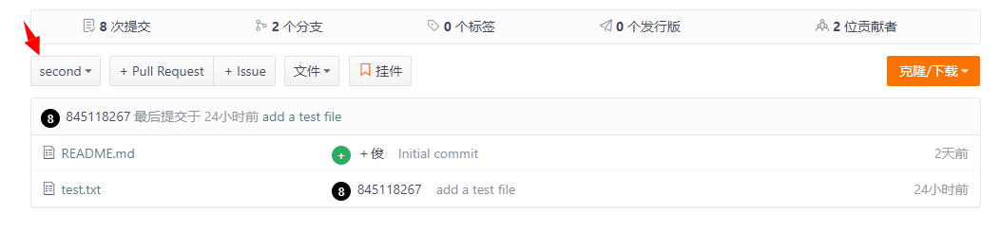 8 次提交 2 个分支 0 个标签 0 个发行版 2 位贡献者
second + Pull Request + Issue 文件 挂件 克隆/下载
8 845118267 最后提交于 24小时前 add a test file
README.md + + 俊 Initial commit 2天前
test.txt 8 845118267 add a test file 24小时前